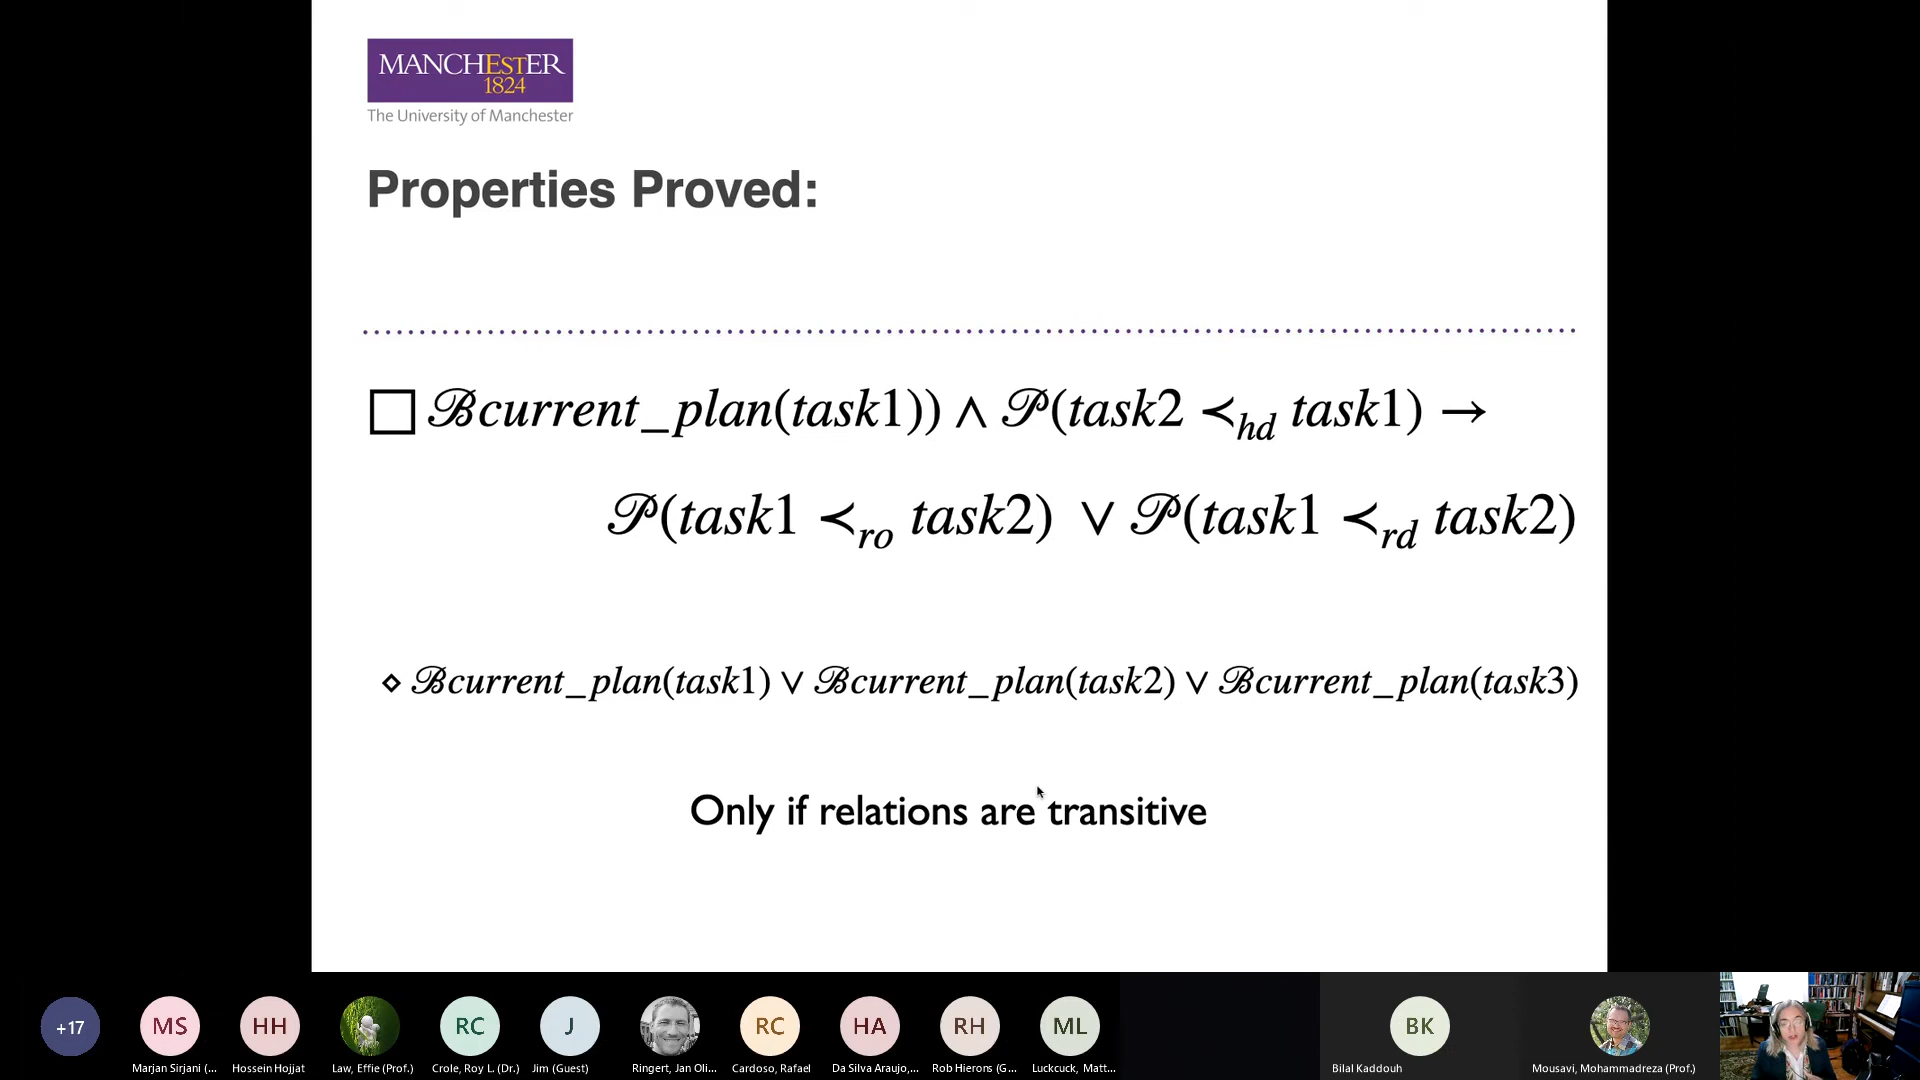 MANCHESTER
1824
The University of Manchester
Properties Proved:
□ ℬcurrent_plan(task1)) ∧ 𝒫(task2 ≺hd task1) →
𝒫(task1 ≺ro task2) ∨ 𝒫(task1 ≺rd task2)
⋄ ℬcurrent_plan(task1) ∨ ℬcurrent_plan(task2) ∨ ℬcurrent_plan(task3)
Only if relations are transitive
+17 MS HH RC J RC HA RH ML BK
Marjan Sirjani (... Hossein Hojjat Law, Effie (Prof.) Crole, Roy L. (Dr.) Jim (Guest) Ringert, Jan Oli... Cardoso, Rafael Da Silva Araujo,... Rob Hierons (G... Luckcuck, Matt... Bilal Kaddouh Mousavi, Mohammadreza (Prof.)